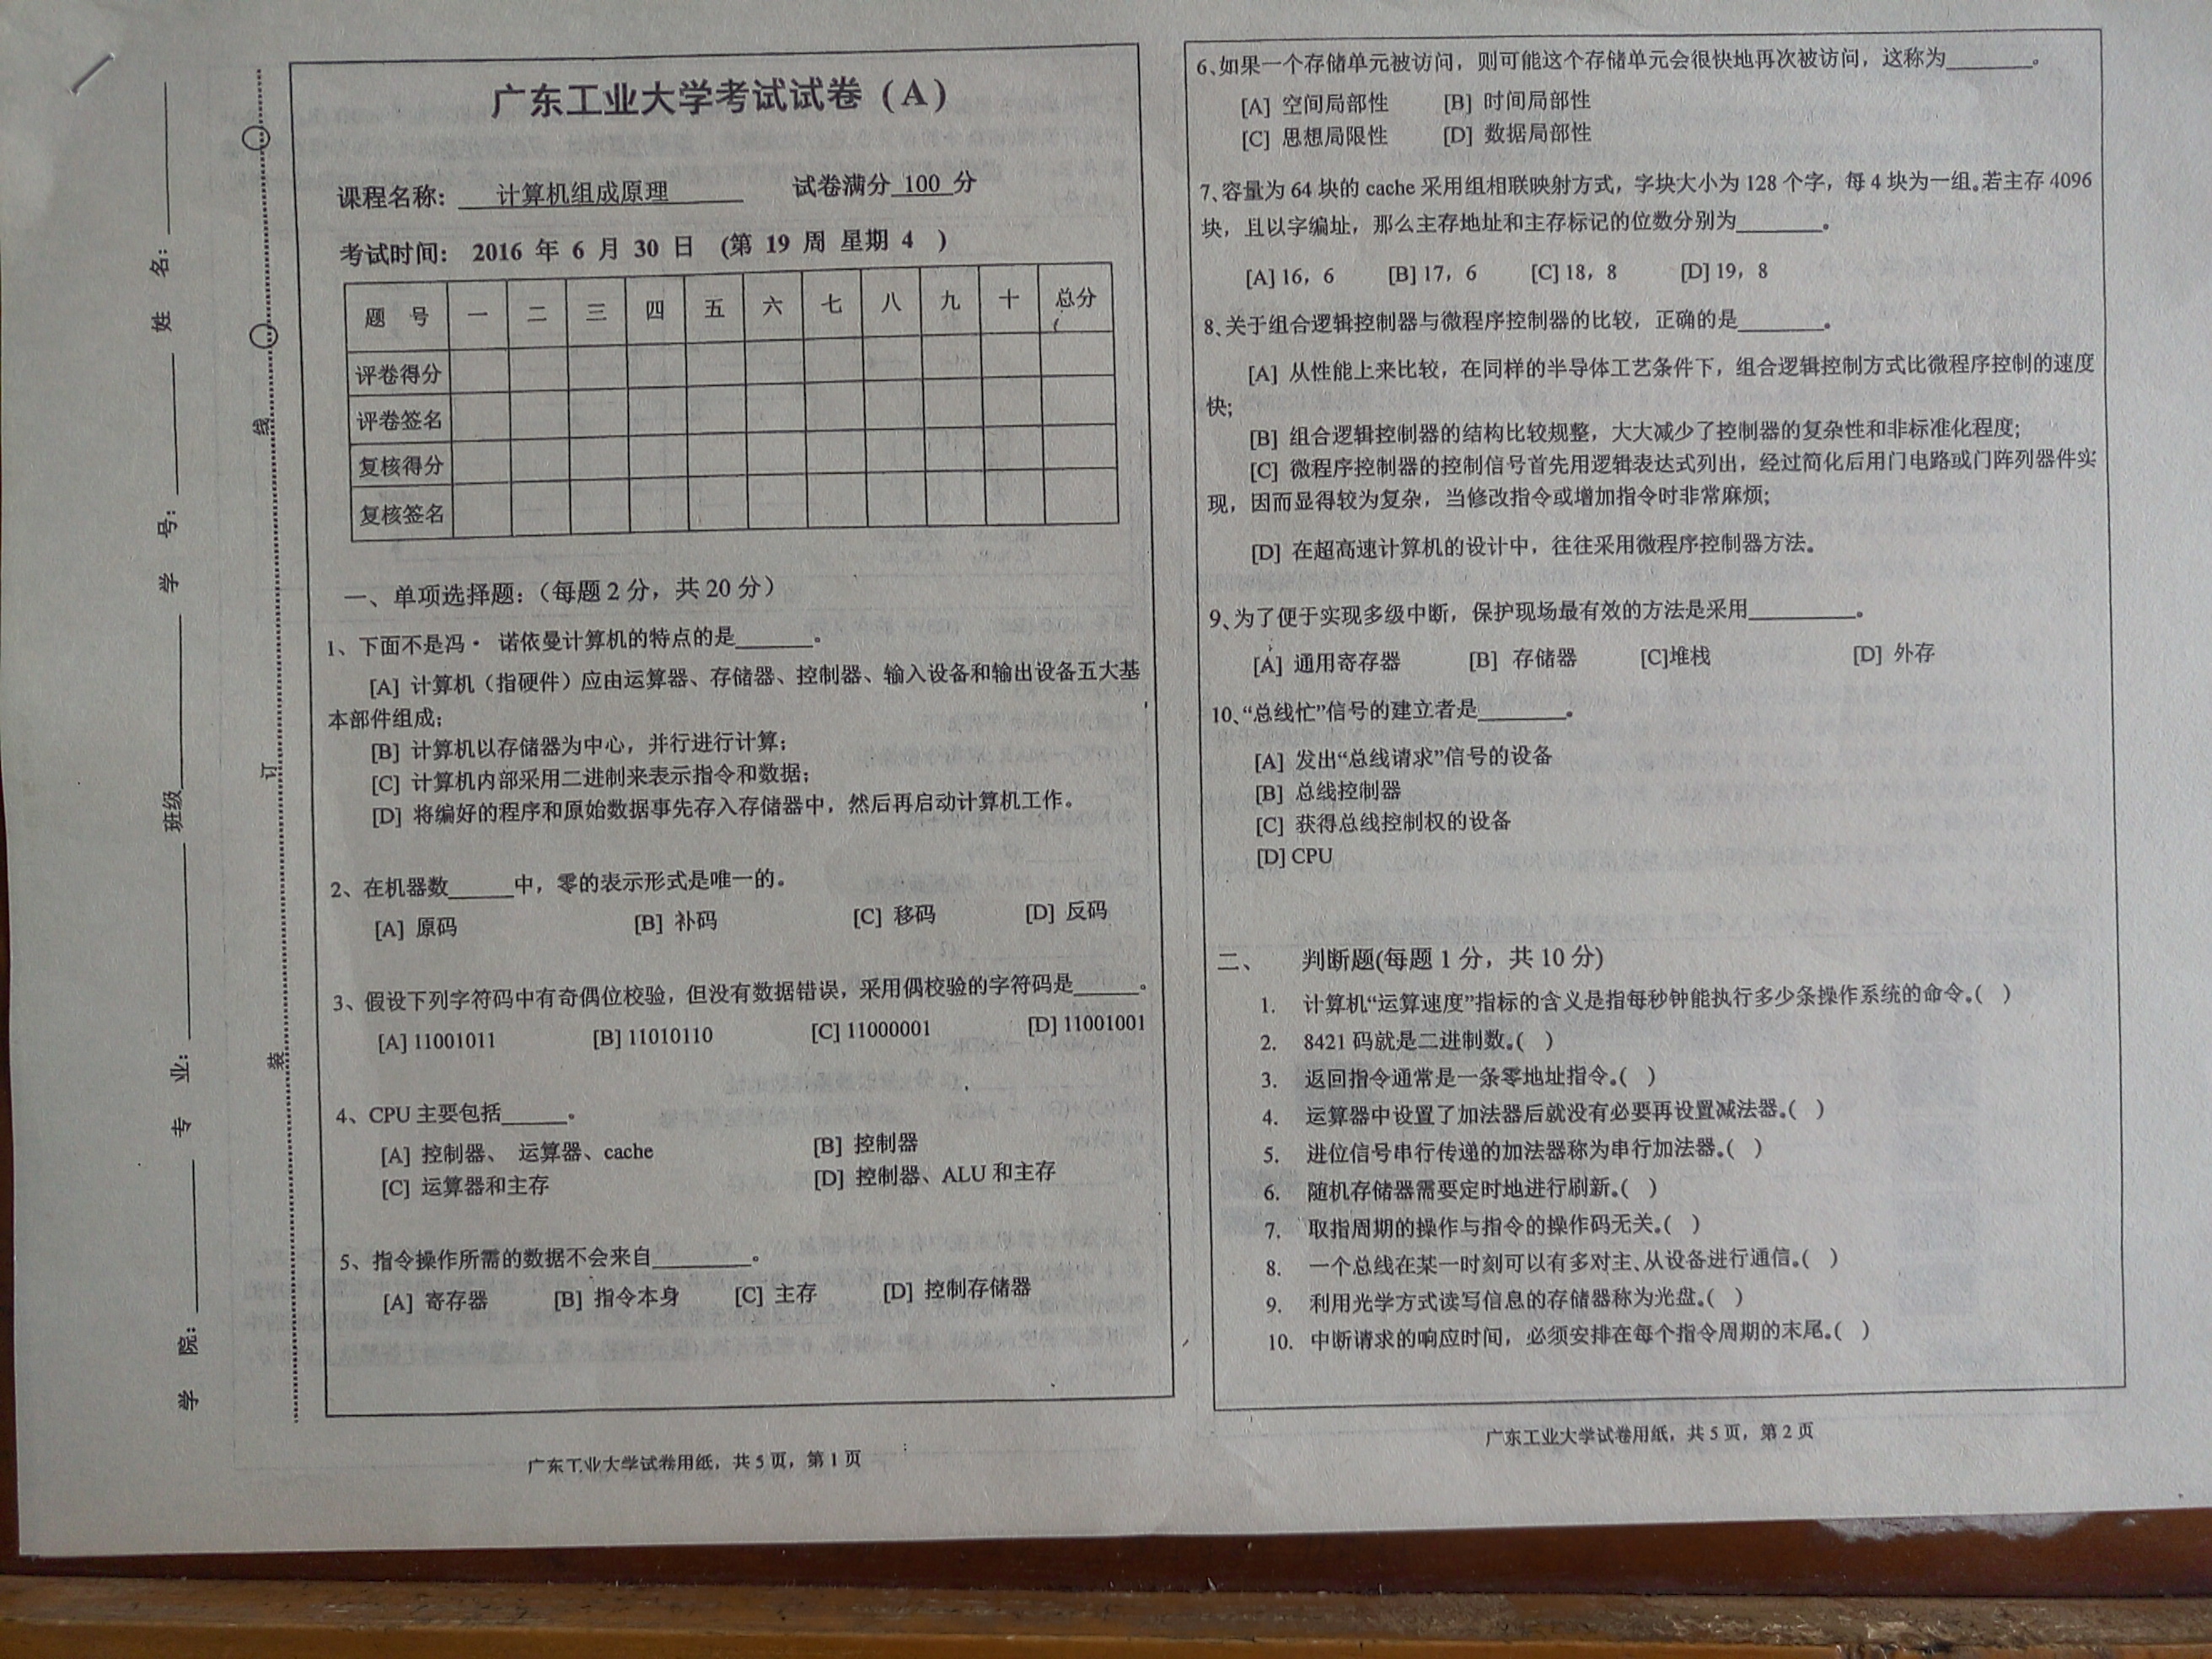 姓 名:
学 号:
班级
专 业:
学 院:
线
订
装
广东工业大学考试试卷 (A)
课程名称: 计算机组成原理 试卷满分 100 分
考试时间: 2016 年 6 月 30 日 (第 19 周 星期 4 )
题 号 一 二 三 四 五 六 七 八 九 十 总分
评卷得分
评卷签名
复核得分
复核签名
一、单项选择题:(每题 2 分,共 20 分)
1、下面不是冯· 诺依曼计算机的特点的是______。
[A] 计算机(指硬件)应由运算器、存储器、控制器、输入设备和输出设备五大基
本部件组成;
[B] 计算机以存储器为中心,并行进行计算;
[C] 计算机内部采用二进制来表示指令和数据;
[D] 将编好的程序和原始数据事先存入存储器中,然后再启动计算机工作。
2、在机器数______中,零的表示形式是唯一的。
[A] 原码 [B] 补码 [C] 移码 [D] 反码
3、假设下列字符码中有奇偶位校验,但没有数据错误,采用偶校验的字符码是______。
[A] 11001011 [B] 11010110 [C] 11000001 [D] 11001001
4、CPU 主要包括______。
[A] 控制器、 运算器、cache [B] 控制器
[C] 运算器和主存 [D] 控制器、ALU 和主存
5、指令操作所需的数据不会来自________。
[A] 寄存器 [B] 指令本身 [C] 主存 [D] 控制存储器
广东工业大学试卷用纸,共 5 页,第 1 页
6、如果一个存储单元被访问,则可能这个存储单元会很快地再次被访问,这称为_______。
[A] 空间局部性 [B] 时间局部性
[C] 思想局限性 [D] 数据局部性
7、容量为 64 块的 cache 采用组相联映射方式,字块大小为 128 个字,每 4 块为一组。若主存 4096
块,且以字编址,那么主存地址和主存标记的位数分别为_______。
[A] 16,6 [B] 17,6 [C] 18,8 [D] 19,8
8、关于组合逻辑控制器与微程序控制器的比较,正确的是_______。
[A] 从性能上来比较,在同样的半导体工艺条件下,组合逻辑控制方式比微程序控制的速度
快;
[B] 组合逻辑控制器的结构比较规整,大大减少了控制器的复杂性和非标准化程度;
[C] 微程序控制器的控制信号首先用逻辑表达式列出,经过简化后用门电路或门阵列器件实
现,因而显得较为复杂,当修改指令或增加指令时非常麻烦;
[D] 在超高速计算机的设计中,往往采用微程序控制器方法。
9、为了便于实现多级中断,保护现场最有效的方法是采用_________。
[A] 通用寄存器 [B] 存储器 [C]堆栈 [D] 外存
10、“总线忙”信号的建立者是_______。
[A] 发出“总线请求”信号的设备
[B] 总线控制器
[C] 获得总线控制权的设备
[D] CPU
二、 判断题(每题 1 分,共 10 分)
1. 计算机“运算速度”指标的含义是指每秒钟能执行多少条操作系统的命令。( )
2. 8421 码就是二进制数。( )
3. 返回指令通常是一条零地址指令。( )
4. 运算器中设置了加法器后就没有必要再设置减法器。( )
5. 进位信号串行传递的加法器称为串行加法器。( )
6. 随机存储器需要定时地进行刷新。( )
7. 取指周期的操作与指令的操作码无关。( )
8. 一个总线在某一时刻可以有多对主、从设备进行通信。( )
9. 利用光学方式读写信息的存储器称为光盘。( )
10. 中断请求的响应时间,必须安排在每个指令周期的末尾。( )
广东工业大学试卷用纸,共 5 页,第 2 页